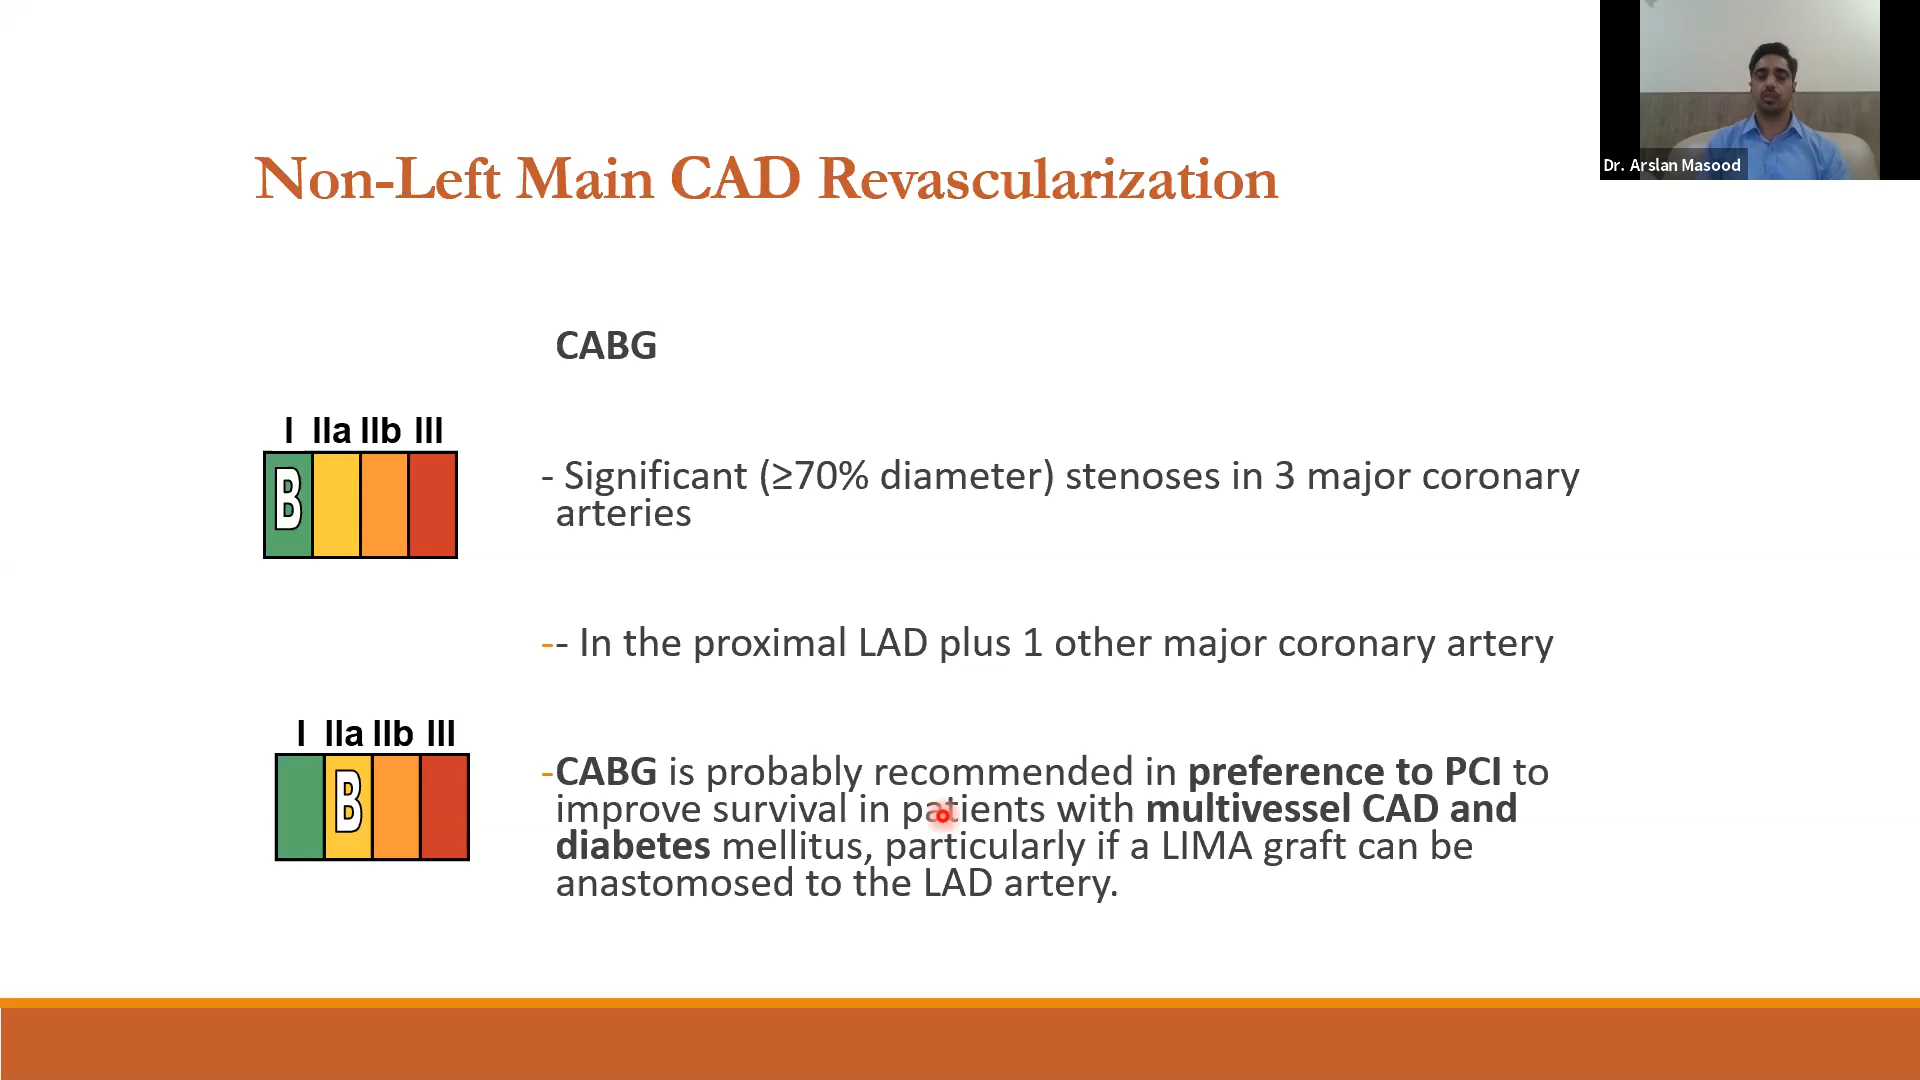 Dr. Arslan Masood
Non-Left Main CAD Revascularization
CABG
I IIa IIb III
B
- Significant (≥70% diameter) stenoses in 3 major coronary
arteries
-- In the proximal LAD plus 1 other major coronary artery
I IIa IIb III
B
-CABG is probably recommended in preference to PCI to
improve survival in patients with multivessel CAD and
diabetes mellitus, particularly if a LIMA graft can be
anastomosed to the LAD artery.